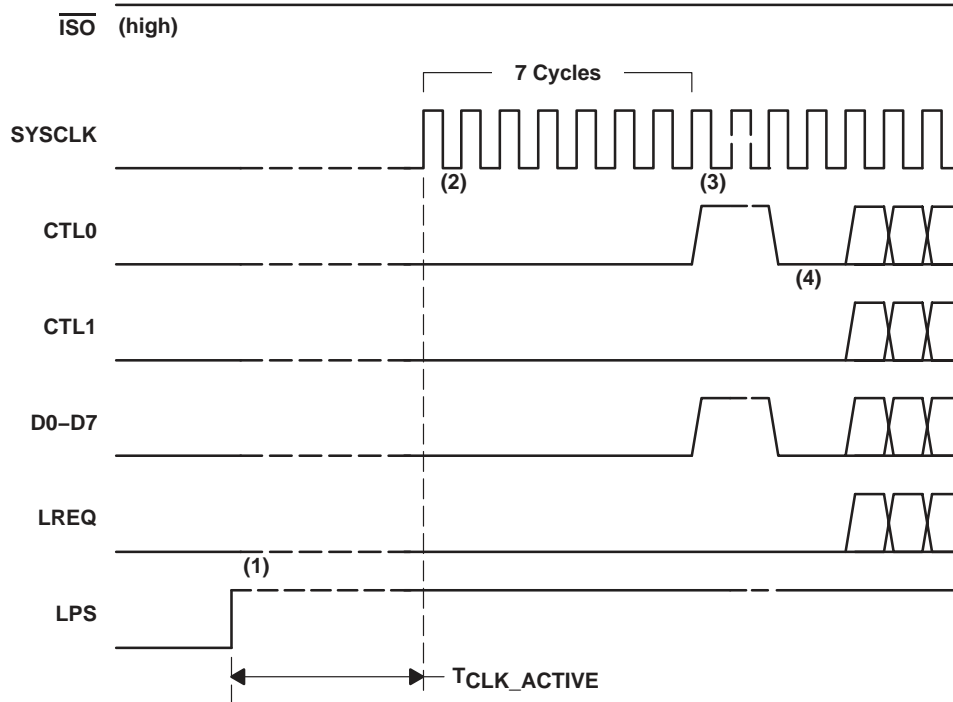 ISO (high)
7 Cycles
SYSCLK
(2) (3)
CTL0
(4)
CTL1
D0–D7
LREQ
(1)
LPS
TCLK_ACTIVE